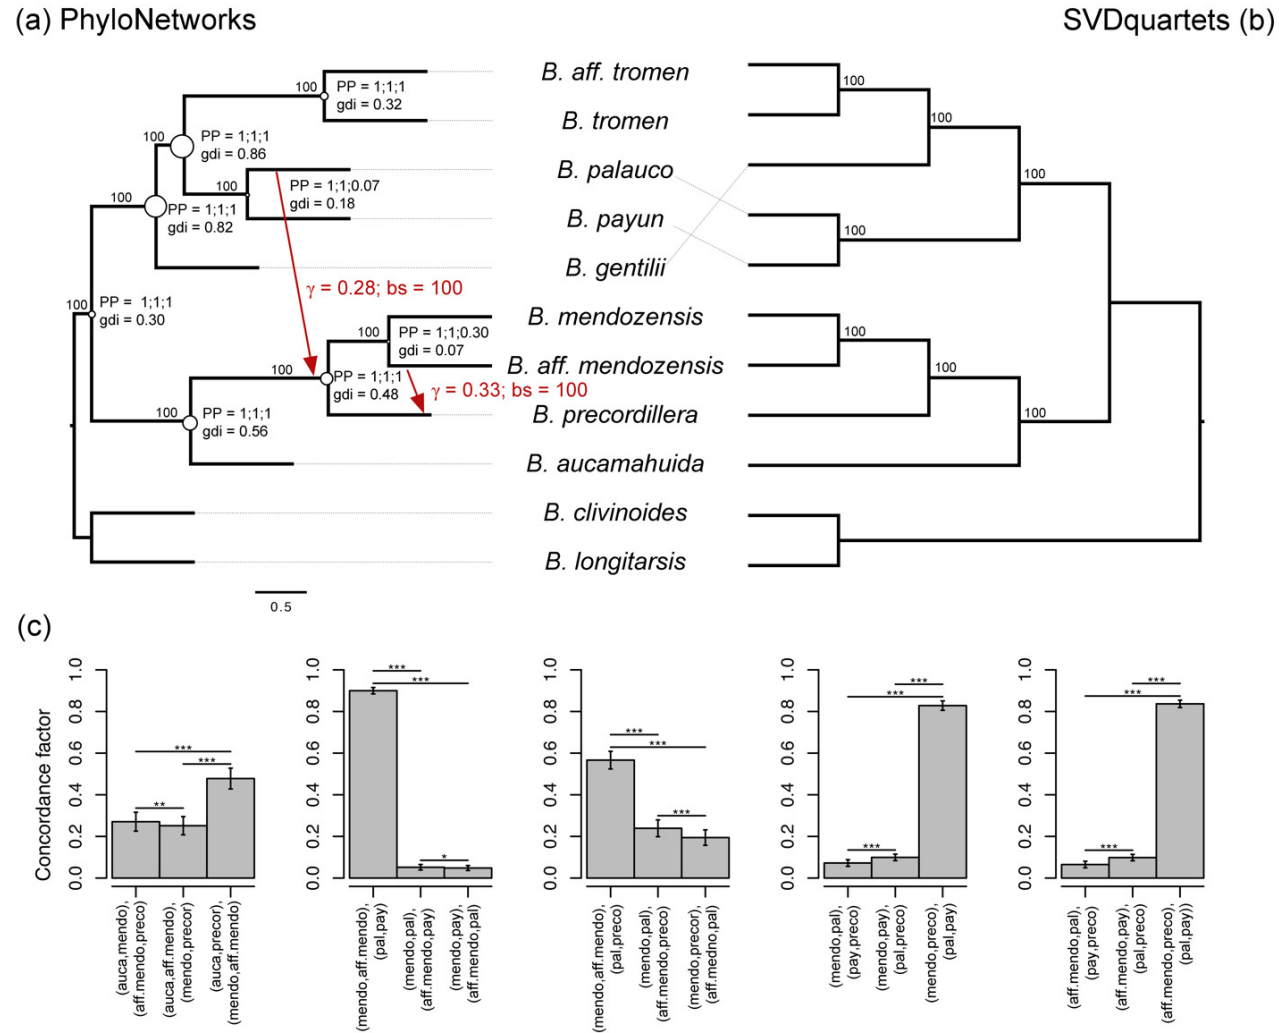 (a) PhyloNetworks
SVDquartets (b)
100
PP = 1;1;1
gdi = 0.32
100
PP = 1;1;1
gdi = 0.86
100
PP = 1;1;0.07
gdi = 0.18
100
PP = 1;1;1
gdi = 0.82
γ = 0.28; bs = 100
100
PP = 1;1;1
gdi = 0.30
100
PP = 1;1;0.30
gdi = 0.07
100
PP = 1;1;1
gdi = 0.48
γ = 0.33; bs = 100
100
PP = 1;1;1
gdi = 0.56
0.5
B. aff. tromen
B. tromen
B. palauco
B. payun
B. gentilii
B. mendozensis
B. aff. mendozensis
B. precordillera
B. aucamahuida
B. clivinoides
B. longitarsis
100
100
100
100
100
100
100
(c)
Concordance factor
0.0
0.2
0.4
0.6
0.8
1.0
***
***
**
(auca,mendo),
(aff.mendo,preco)
(auca,aff.mendo),
(mendo,precor)
(auca,precor),
(mendo,aff.mendo)
0.0
0.2
0.4
0.6
0.8
1.0
***
***
*
(mendo,aff.mendo),
(pal,pay)
(mendo,pal)
(aff.mendo,pay)
(mendo,pay),
(aff.mendo,pal)
0.0
0.2
0.4
0.6
0.8
1.0
***
***
***
(mendo,aff.mendo),
(pal,preco)
(mendo,pal),
(aff.mendo,preco)
(mendo,precor)
(aff.medno,pal)
0.0
0.2
0.4
0.6
0.8
1.0
***
***
***
(mendo,pal)
(pay,preco)
(mendo,pay),
(pal,preco)
(mendo,preco),
(pal,pay)
0.0
0.2
0.4
0.6
0.8
1.0
***
***
***
(aff.mendo,pal),
(pay,preco)
(aff.mendo,pay)
(pal,preco)
(aff.mendo,preco),
(pal,pay))